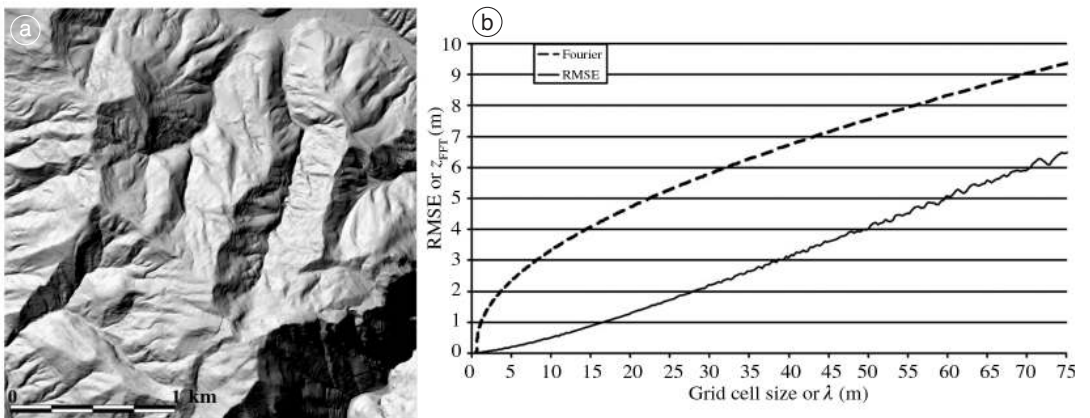 a
0 1 km
b
RMSE or z_FFT (m)
10
9
8
7
6
5
4
3
2
1
0
Fourier
RMSE
0 5 10 15 20 25 30 35 40 45 50 55 60 65 70 75
Grid cell size or λ (m)